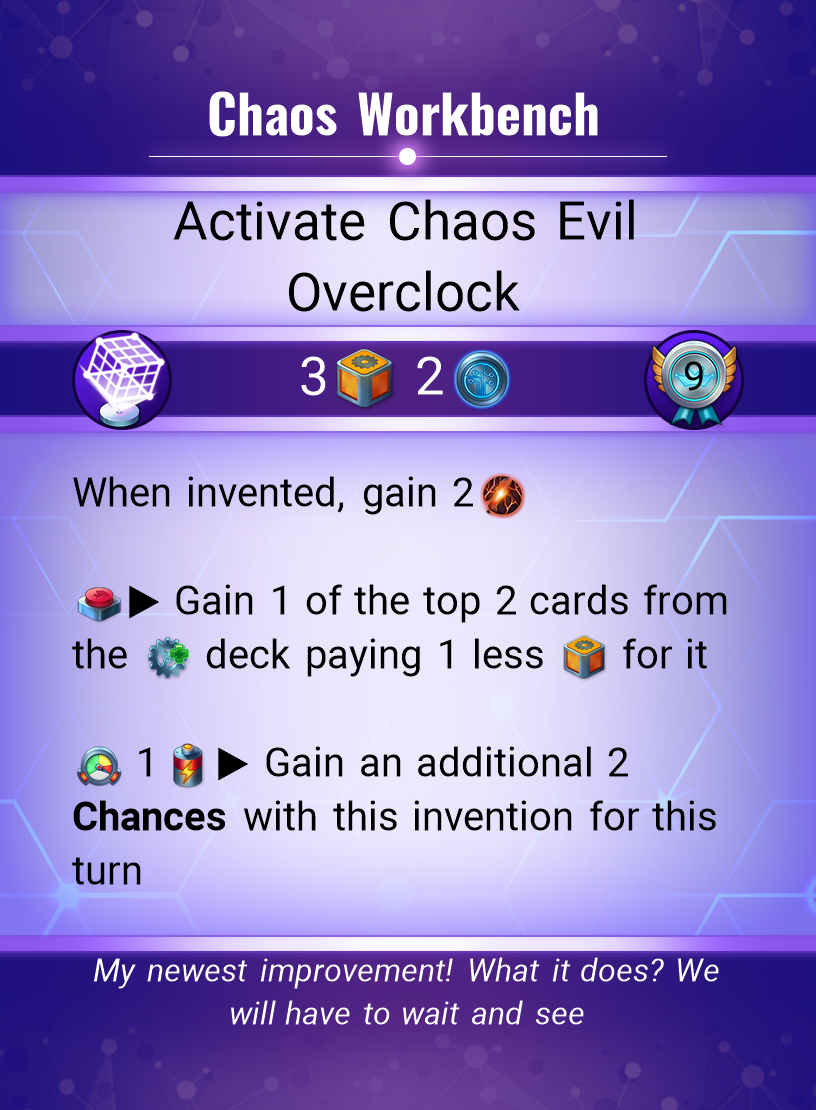 Chaos Workbench
Activate Chaos Evil
Overclock
3 2 9
When invented, gain 2
▶ Gain 1 of the top 2 cards from
the deck paying 1 less for it
1 ▶ Gain an additional 2
Chances with this invention for this
turn
My newest improvement! What it does? We
will have to wait and see